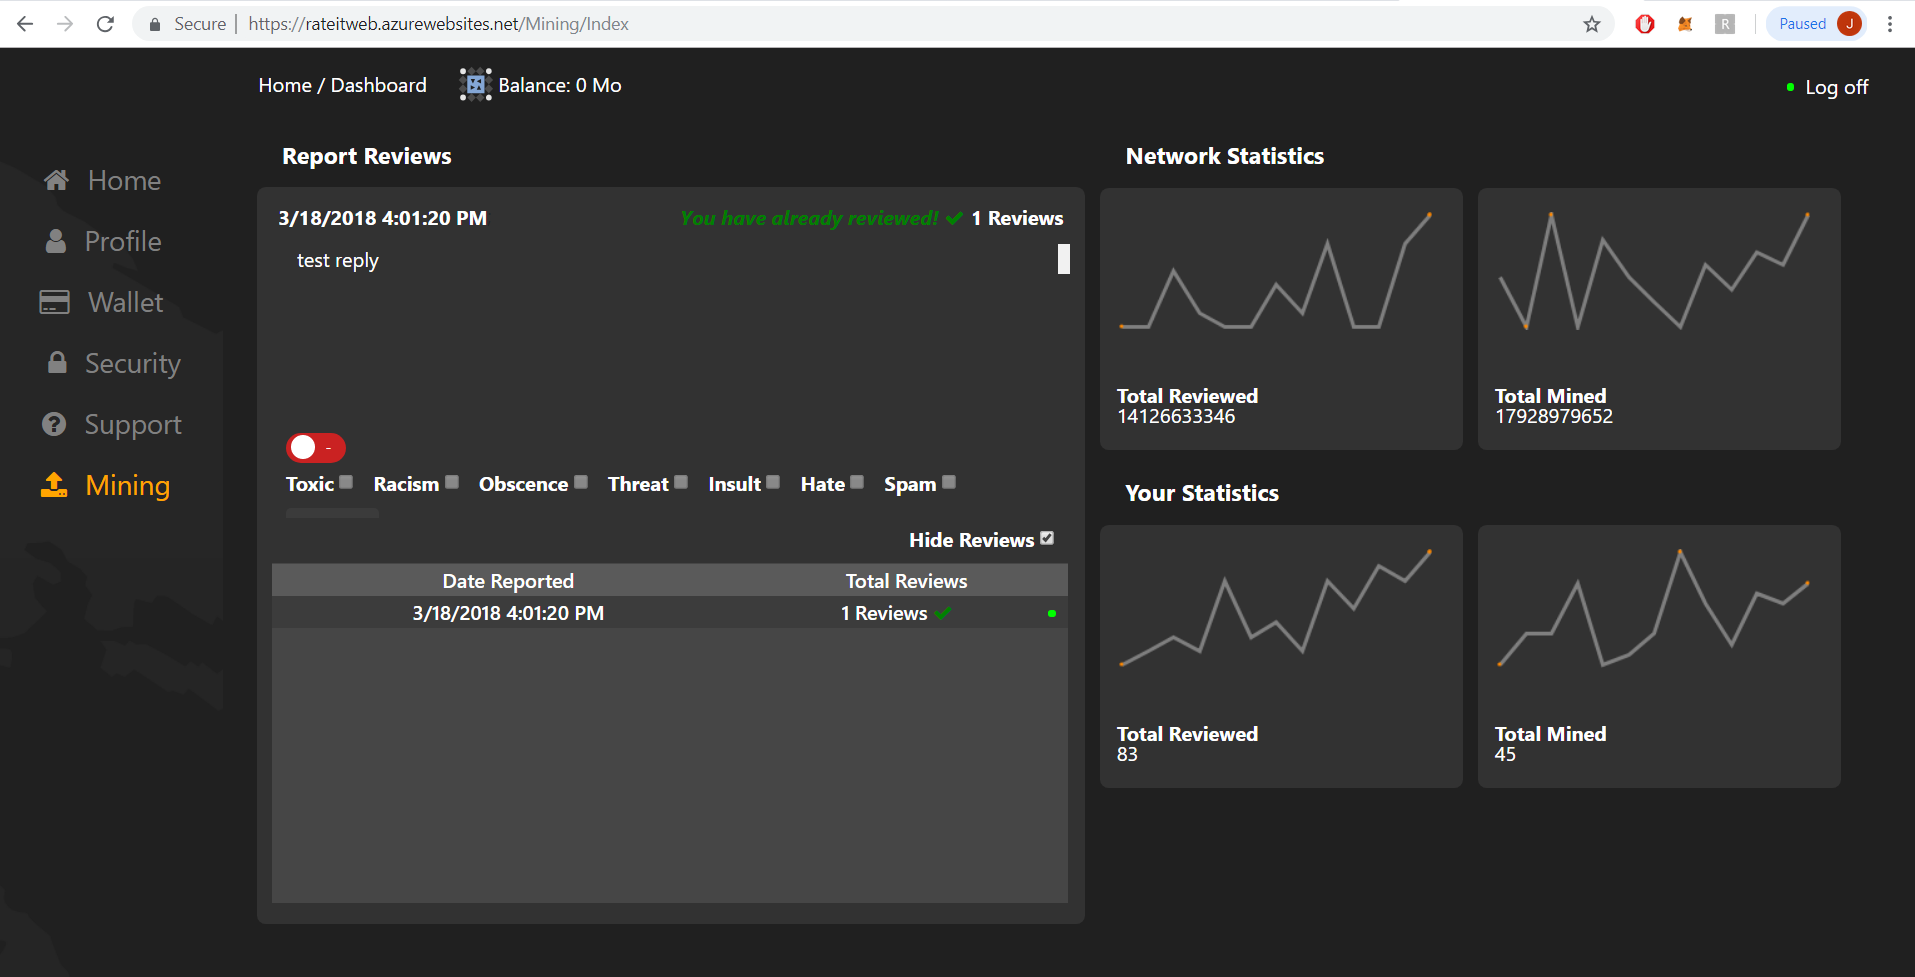 Secure | https://rateitweb.azurewebsites.net/Mining/Index
R
Paused J
Home / Dashboard
Balance: 0 Mo
Log off
Home
Profile
Wallet
Security
Support
Mining
Report Reviews
3/18/2018 4:01:20 PM You have already reviewed! 1 Reviews
test reply
-
Toxic Racism Obscence Threat Insult Hate Spam
Hide Reviews
Date Reported Total Reviews
3/18/2018 4:01:20 PM 1 Reviews
Network Statistics
Total Reviewed
14126633346
Total Mined
17928979652
Your Statistics
Total Reviewed
83
Total Mined
45